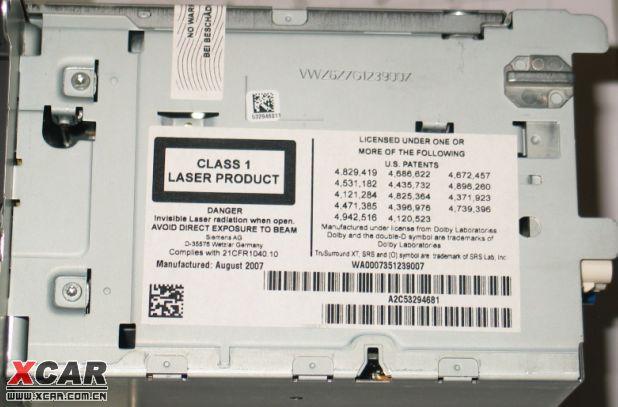 NO WAR
BEI BESCHÄD
VWZ6Z7G123900X
532946811
CLASS 1
LASER PRODUCT
DANGER
Invisible Laser radiation when open.
AVOID DIRECT EXPOSURE TO BEAM
Siemens AG
D-35576 Wetzlar Germany
Complies with 21CFR1040.10
Manufactured: August 2007
LICENSED UNDER ONE OR
MORE OF THE FOLLOWING
U.S. PATENTS
4,829,419 4,686,622 4,672,457
4,531,182 4,435,732 4,896,260
4,121,284 4,825,364 4,371,923
4,471,385 4,396,976 4,739,396
4,942,516 4,120,523
Manufactured under license from Dolby Laboratories
Dolby and the double-D symbol are trademarks of
Dolby Laboratories
TruSurround XT, SRS and (O) symbol are trademark of SRS Lab, Inc
WA0007351239007
A2C53294681
XCAR
WWW.XCAR.COM.CN